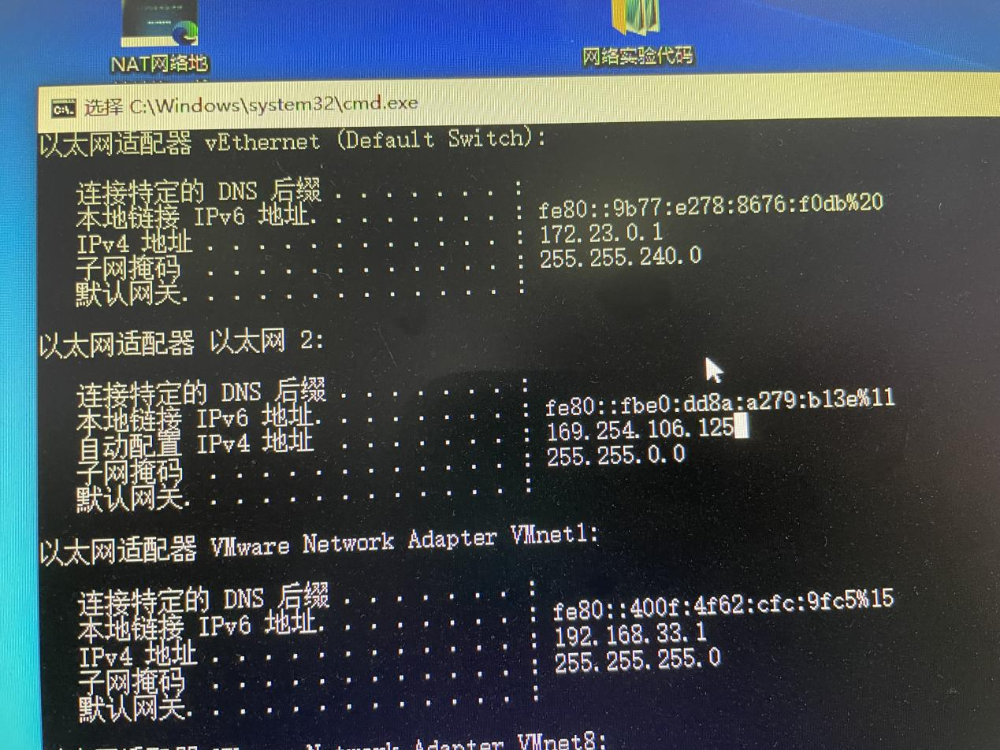 NAT网络地
网络实验代码
选择 C:\Windows\system32\cmd.exe
以太网适配器 vEthernet (Default Switch):
连接特定的 DNS 后缀 . . . . . . . :
本地链接 IPv6 地址. . . . . . . . : fe80::9b77:e278:8676:f0db%20
IPv4 地址 . . . . . . . . . . . . : 172.23.0.1
子网掩码 . . . . . . . . . . . . : 255.255.240.0
默认网关. . . . . . . . . . . . . :
以太网适配器 以太网 2:
连接特定的 DNS 后缀 . . . . . . . :
本地链接 IPv6 地址. . . . . . . . : fe80::fbe0:dd8a:a279:b13e%11
自动配置 IPv4 地址 . . . . . . . : 169.254.106.125
子网掩码 . . . . . . . . . . . . : 255.255.0.0
默认网关. . . . . . . . . . . . . :
以太网适配器 VMware Network Adapter VMnet1:
连接特定的 DNS 后缀 . . . . . . . :
本地链接 IPv6 地址. . . . . . . . : fe80::400f:4f62:cfc:9fc5%15
IPv4 地址 . . . . . . . . . . . . : 192.168.33.1
子网掩码 . . . . . . . . . . . . : 255.255.255.0
默认网关. . . . . . . . . . . . . :
Network Adapter VMnet8: